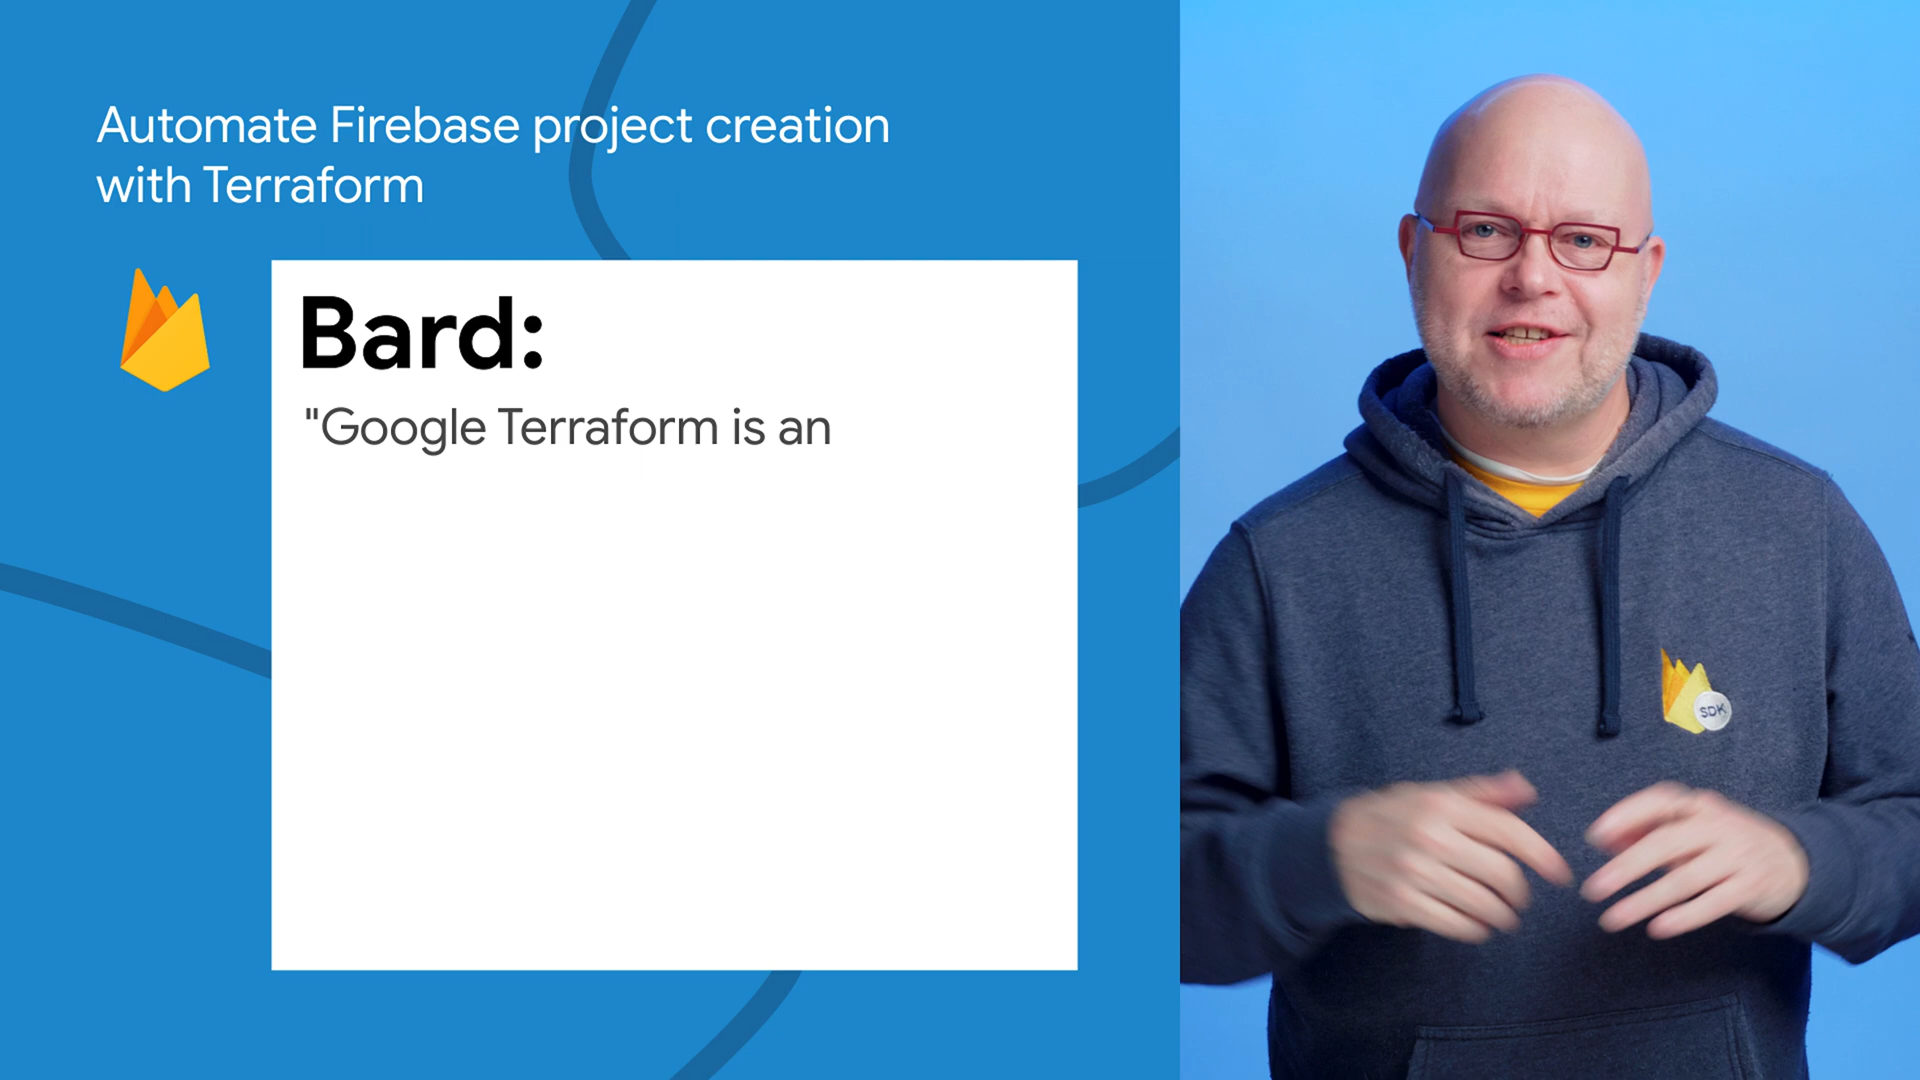 Automate Firebase project creation
with Terraform
Bard:
"Google Terraform is an
SDK